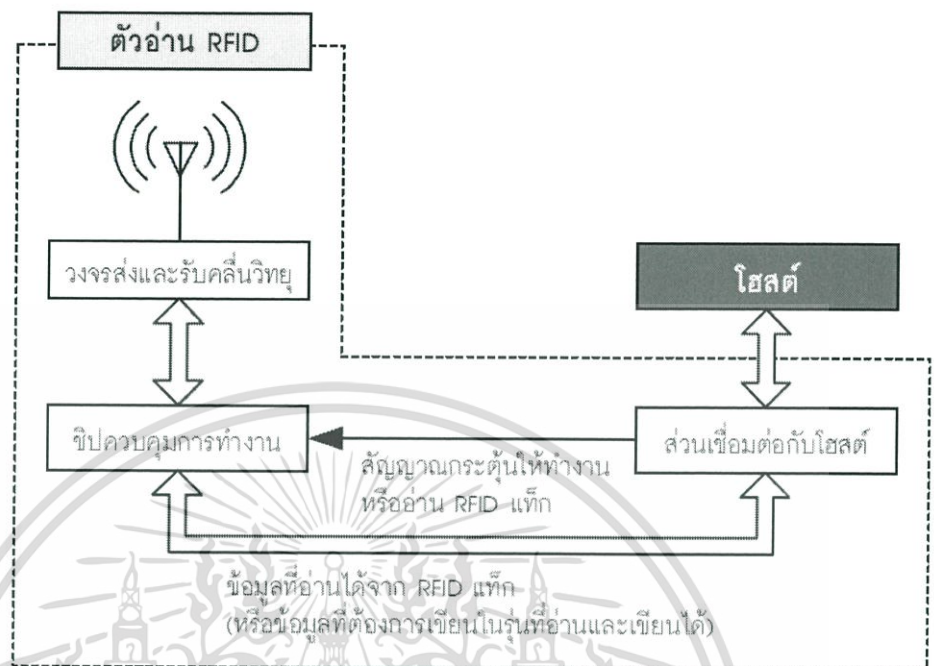 ตัวอ่าน RFID
วงจรส่งและรับคลื่นวิทยุ
โฮสต์
ชิปควบคุมการทำงาน
ส่วนเชื่อมต่อกับโฮสต์
สัญญาณกระตุ้นให้ทำงาน
หรืออ่าน RFID แท็ก
ข้อมูลที่อ่านได้จาก RFID แท็ก
(หรือข้อมูลที่ต้องการเขียนในรุ่นที่อ่านและเขียนได้)